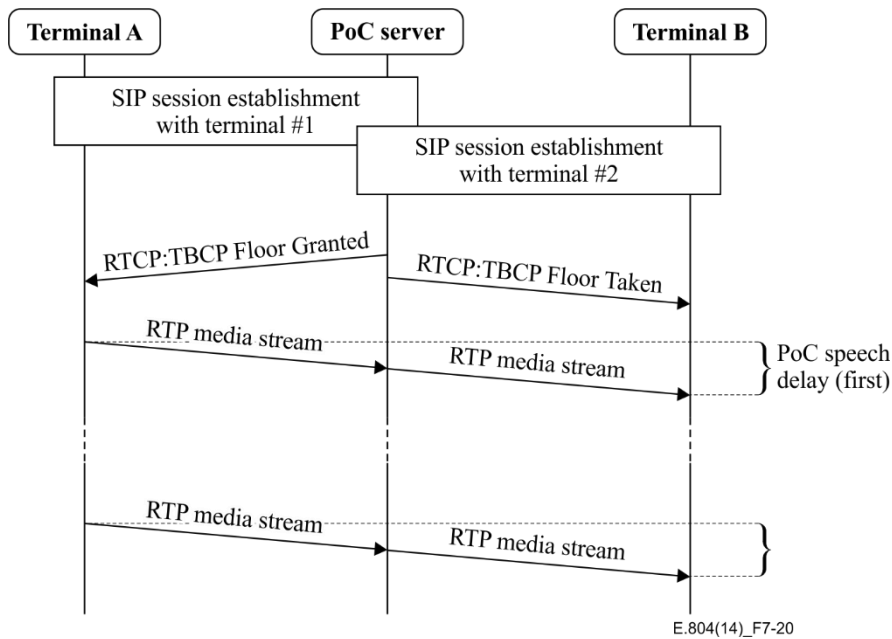 Terminal A
PoC server
Terminal B
SIP session establishment
with terminal #1
SIP session establishment
with terminal #2
RTCP:TBCP Floor Granted
RTCP:TBCP Floor Taken
RTP media stream
RTP media stream
PoC speech
delay (first)
RTP media stream
RTP media stream
E.804(14)_F7-20